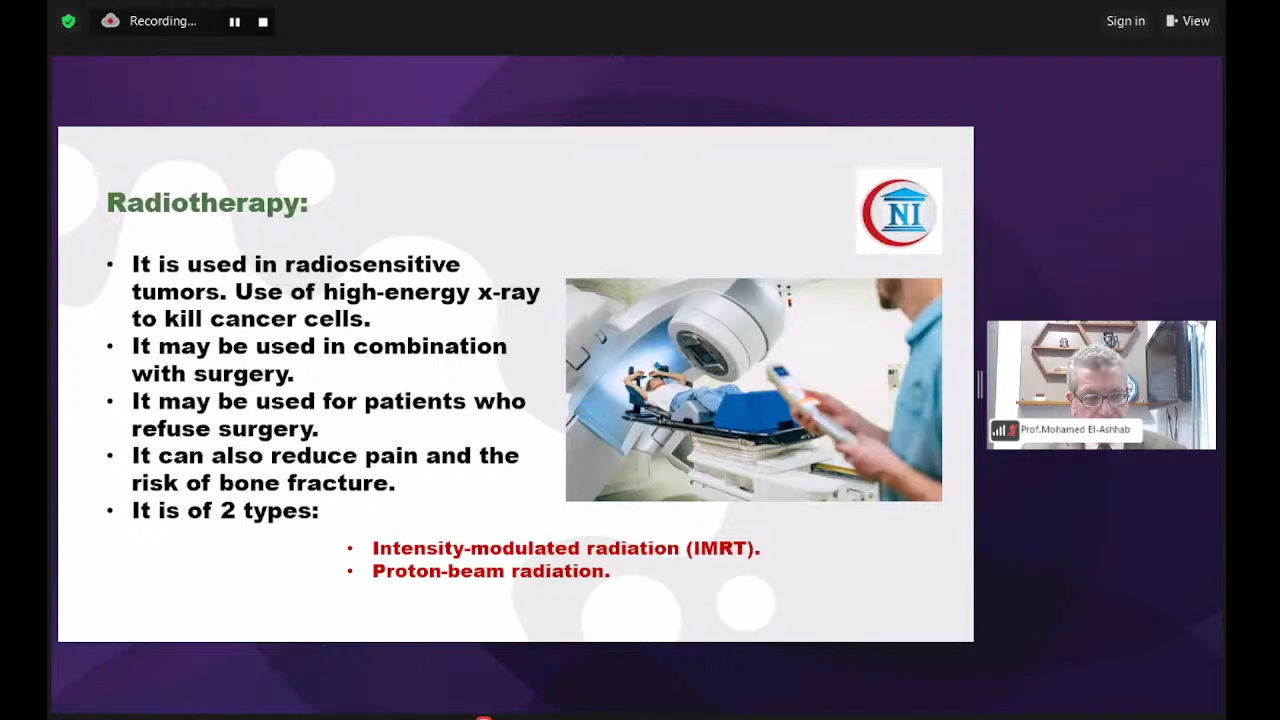 Recording...
Sign in
View
Radiotherapy:
NI
• It is used in radiosensitive
tumors. Use of high-energy x-ray
to kill cancer cells.
• It may be used in combination
with surgery.
• It may be used for patients who
refuse surgery.
• It can also reduce pain and the
risk of bone fracture.
• It is of 2 types:
• Intensity-modulated radiation (IMRT).
• Proton-beam radiation.
Prof.Mohamed El-Ashhab